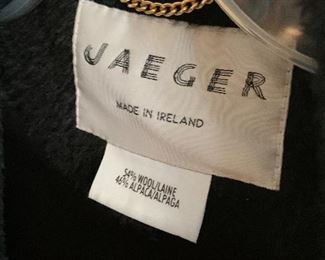 JAEGER
MADE IN IRELAND
54% WOOL/LAINE
46% ALPACA/ALPAGA